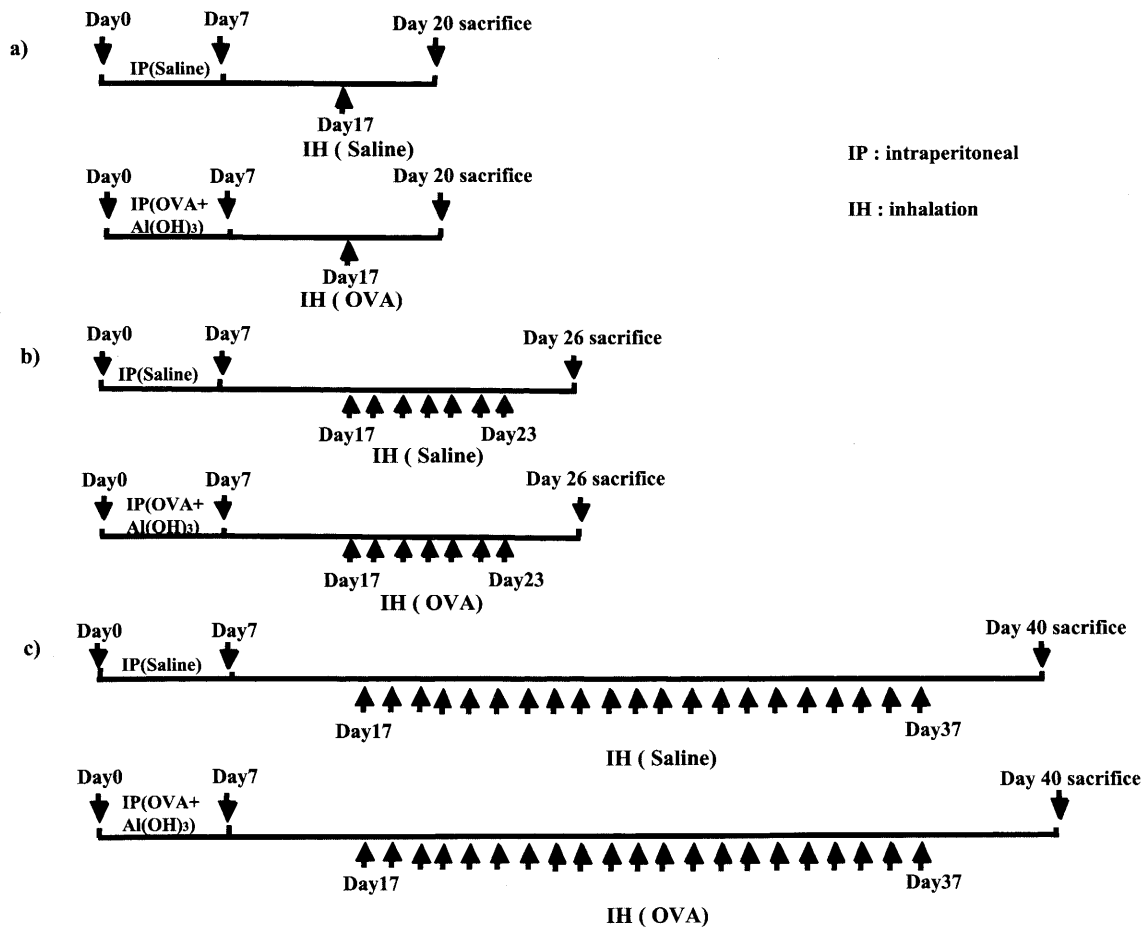 a)
Day0 Day7 Day 20 sacrifice
IP(Saline)
Day17
IH ( Saline)
IP : intraperitoneal
Day0 Day7 Day 20 sacrifice
IP(OVA+
Al(OH)₃)
IH : inhalation
Day17
IH ( OVA)
b)
Day0 Day7 Day 26 sacrifice
IP(Saline)
Day17 Day23
IH ( Saline)
Day0 Day7 Day 26 sacrifice
IP(OVA+
Al(OH)₃)
Day17 Day23
IH ( OVA)
c)
Day0 Day7 Day 40 sacrifice
IP(Saline)
Day17 Day37
IH ( Saline)
Day0 Day7 Day 40 sacrifice
IP(OVA+
Al(OH)₃)
Day17 Day37
IH ( OVA)